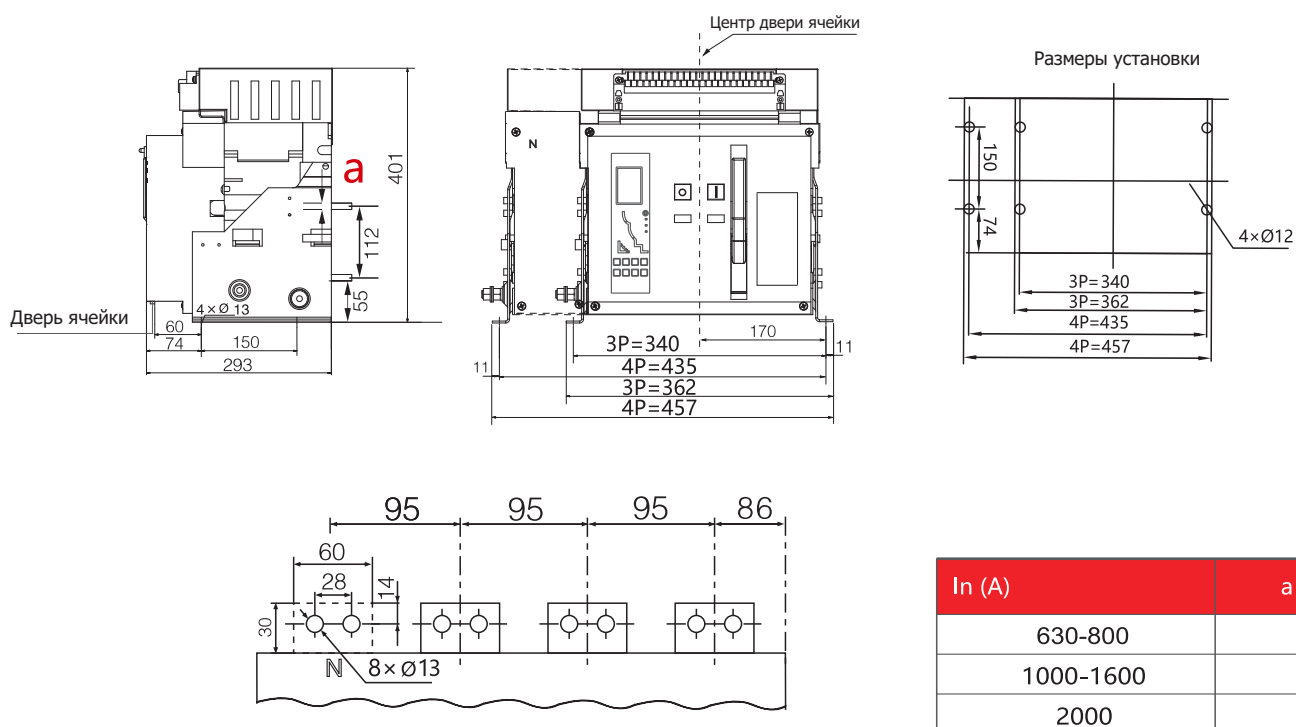 Центр двери ячейки
Размеры установки
a
401
112
55
4×Ø 13
Дверь ячейки
60
74
150
293
N
170
3P=340
11
11
4P=435
3P=362
4P=457
150
74
4×Ø12
3P=340
3P=362
4P=435
4P=457
95
95
95
86
60
28
14
30
N
8×Ø13
In (A)
a
630-800
1000-1600
2000